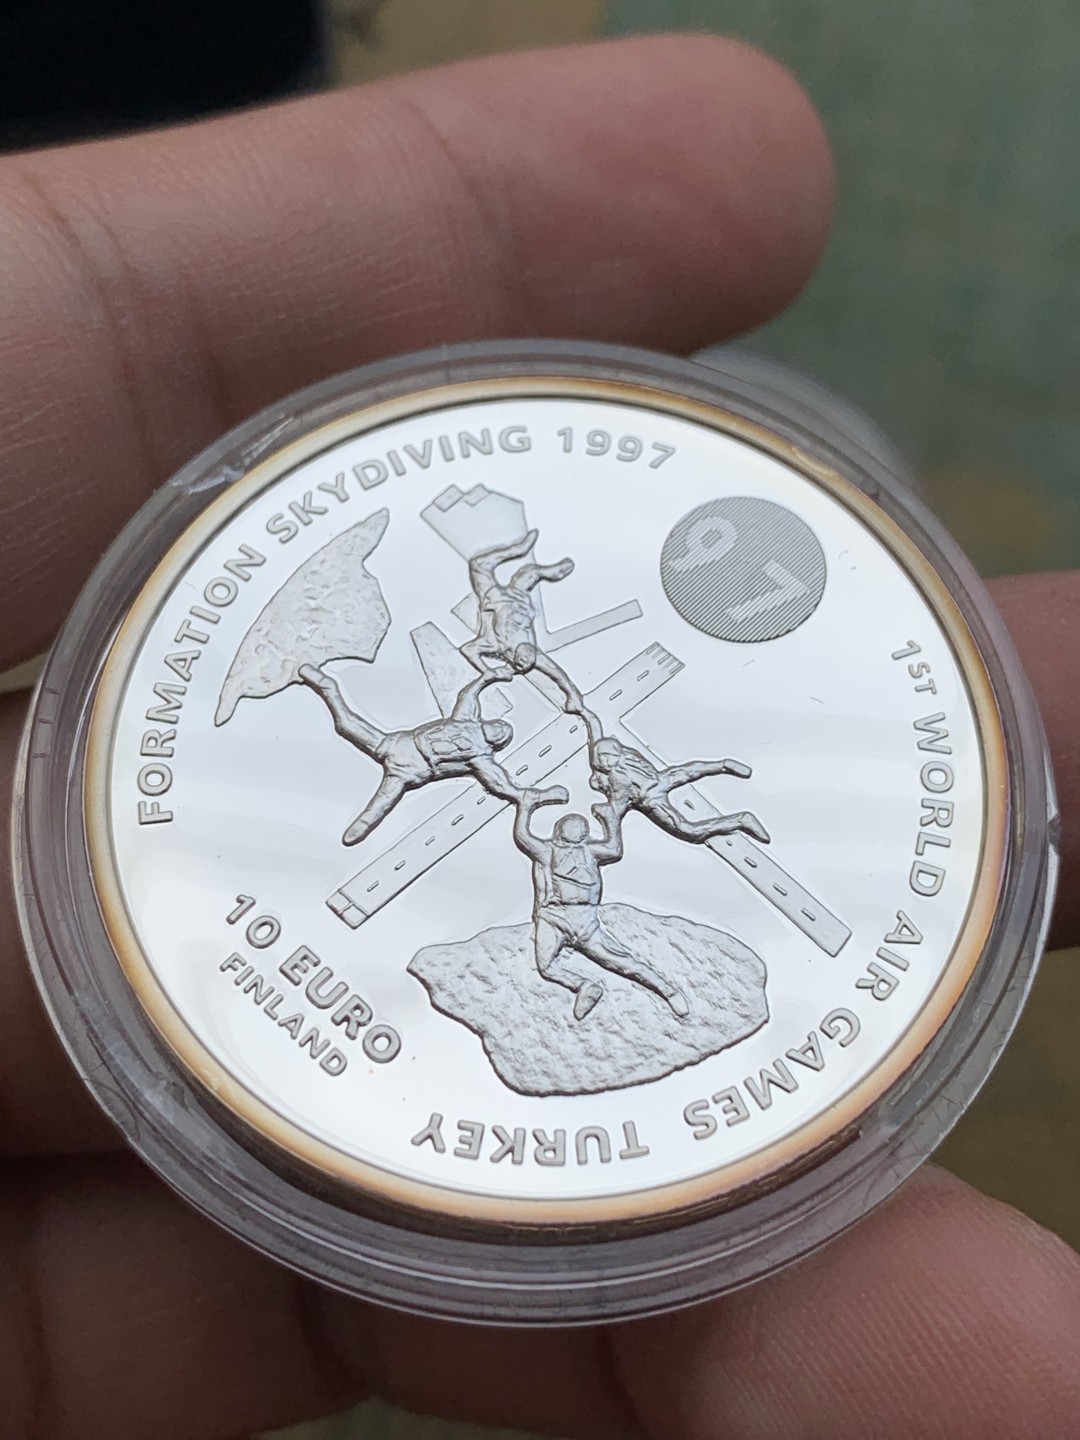 FORMATION SKYDIVING 1997
97
1ST WORLD AIR GAMES TURKEY
10 EURO
FINLAND